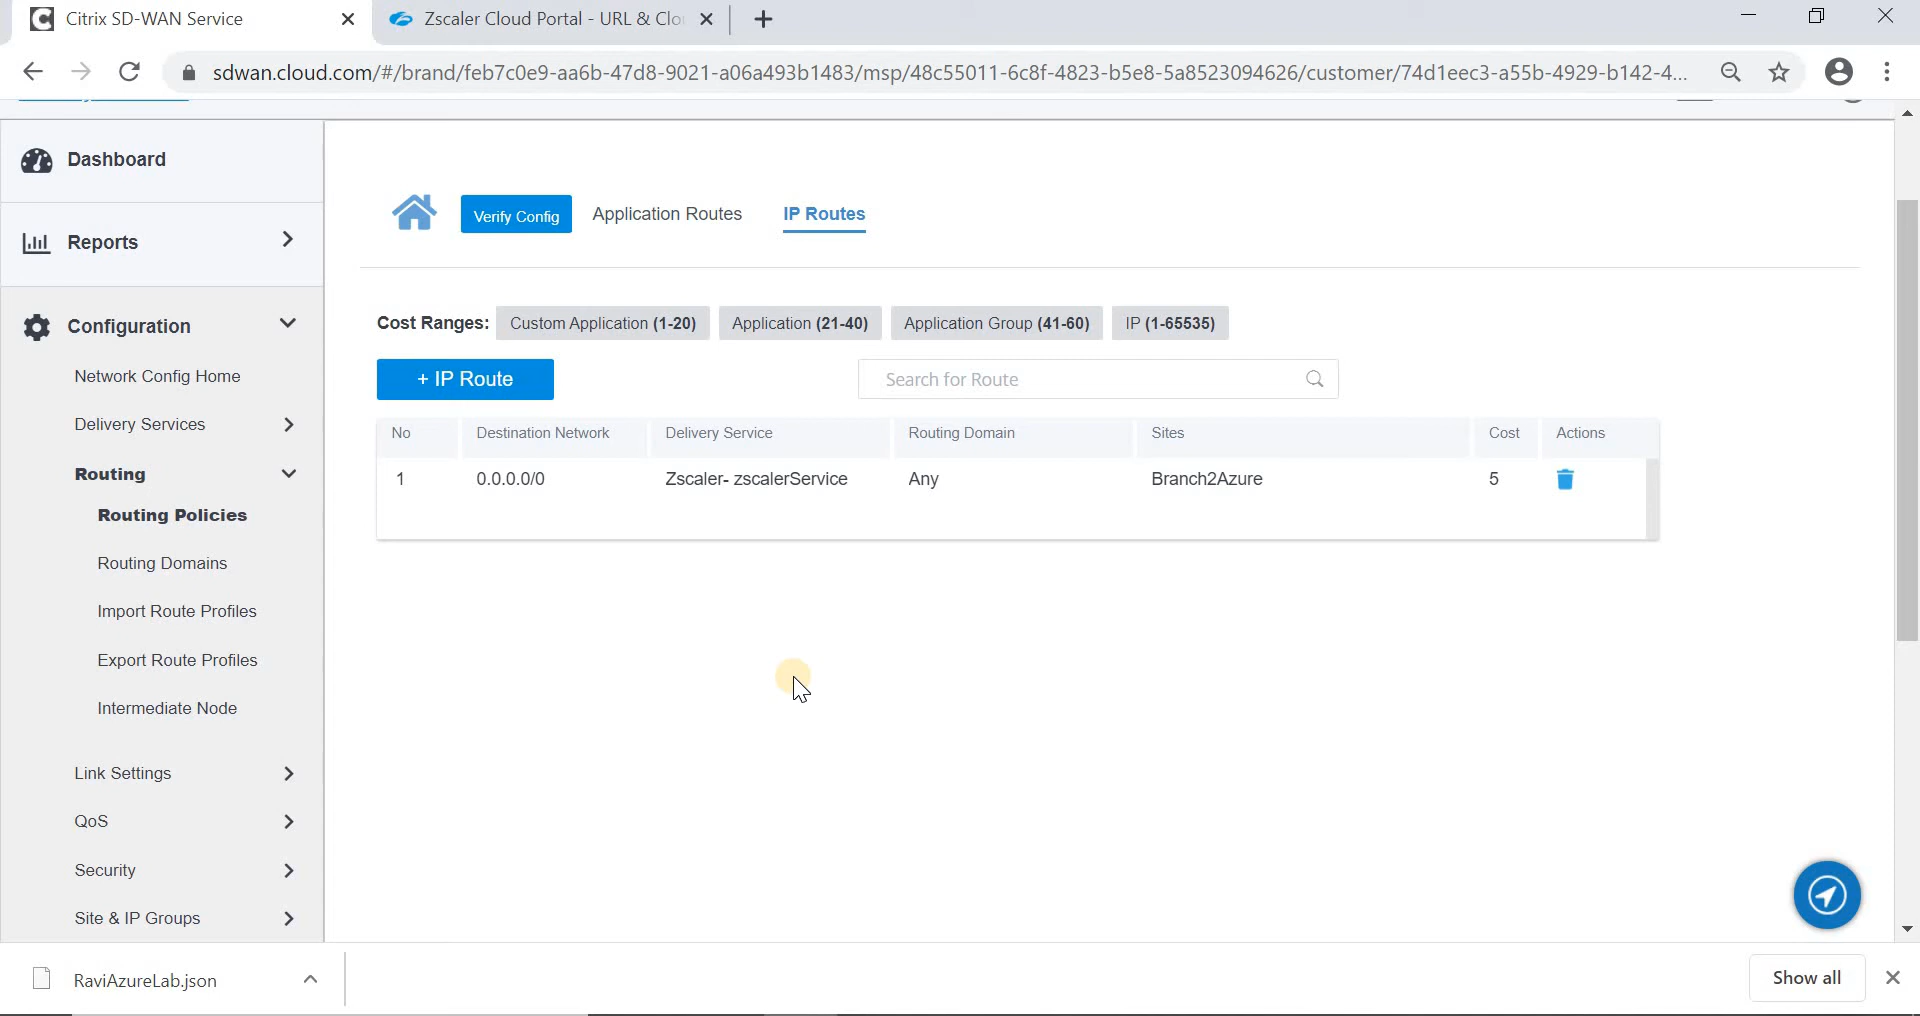 Citrix SD-WAN Service
Zscaler Cloud Portal - URL & Clo
sdwan.cloud.com/#/brand/feb7c0e9-aa6b-47d8-9021-a06a493b1483/msp/48c55011-6c8f-4823-b5e8-5a8523094626/customer/74d1eec3-a55b-4929-b142-4...
Dashboard
Reports
Configuration
Network Config Home
Delivery Services
Routing
Routing Policies
Routing Domains
Import Route Profiles
Export Route Profiles
Intermediate Node
Link Settings
QoS
Security
Site & IP Groups
Verify Config
Application Routes
IP Routes
Cost Ranges: Custom Application (1-20) Application (21-40) Application Group (41-60) IP (1-65535)
+ IP Route
Search for Route
No Destination Network Delivery Service Routing Domain Sites Cost Actions
1 0.0.0.0/0 Zscaler- zscalerService Any Branch2Azure 5
RaviAzureLab.json
Show all